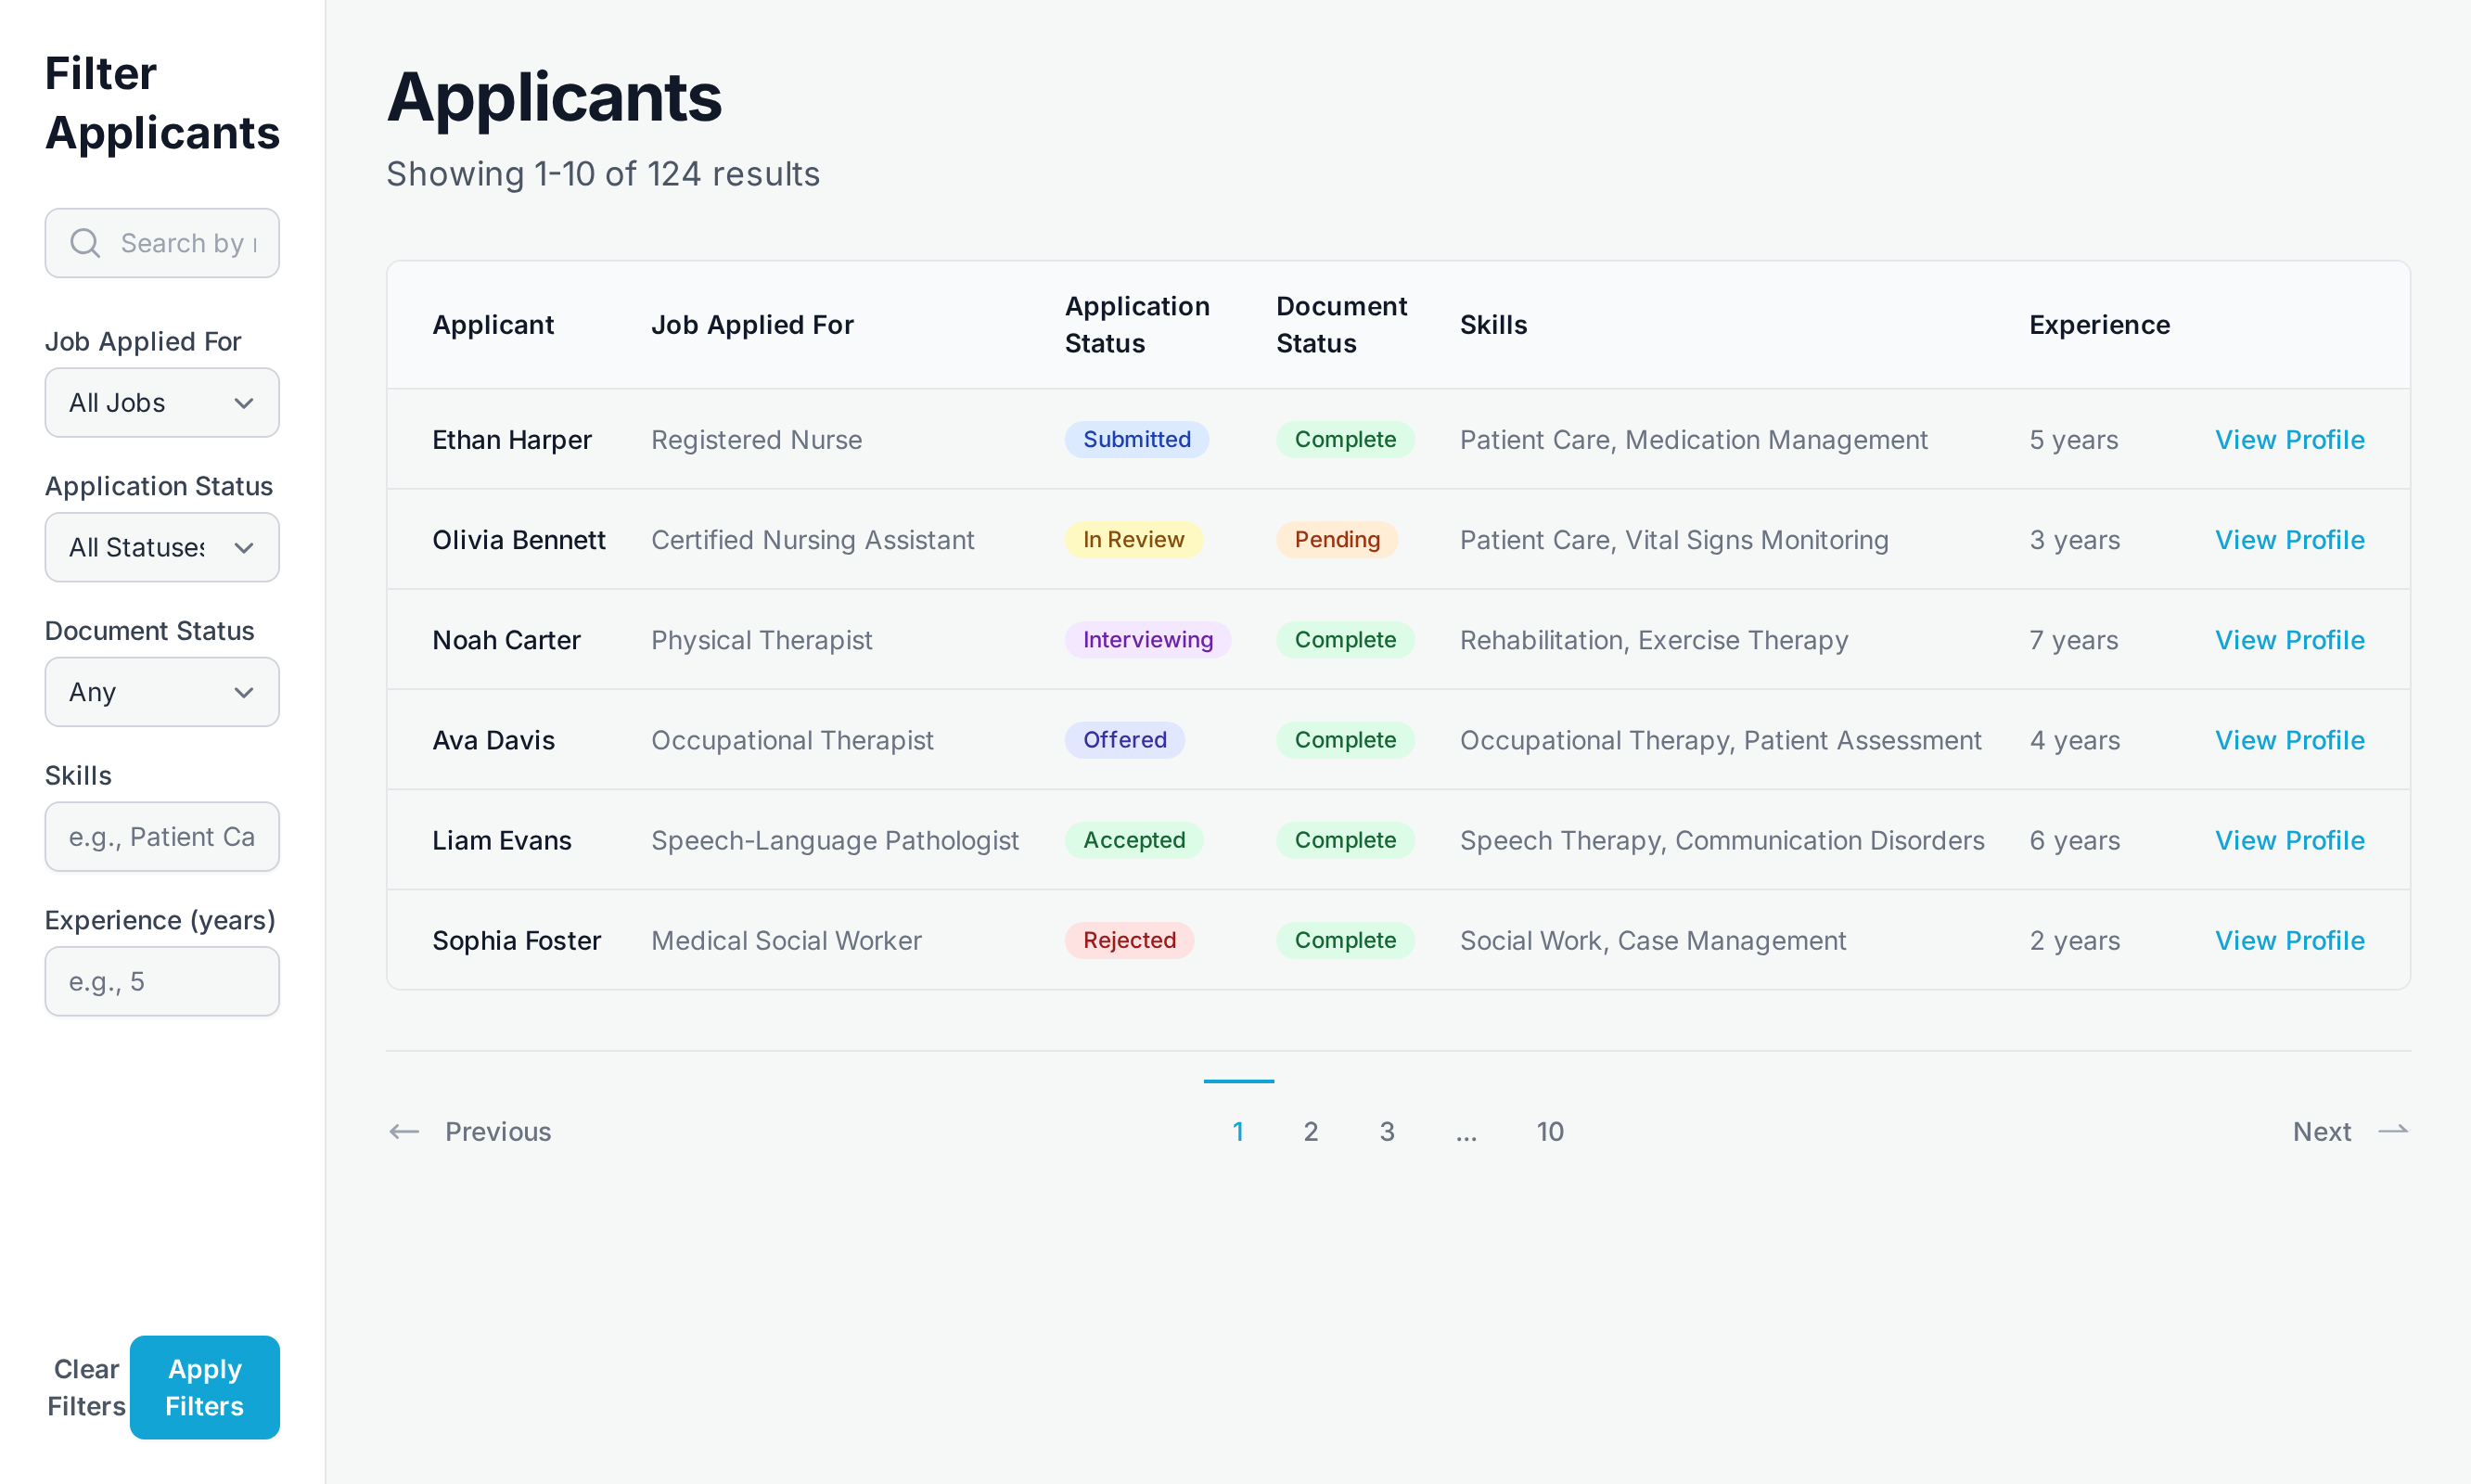 Filter
Applicants
Search by
Job Applied For
All Jobs
Application Status
All Statuses
Document Status
Any
Skills
e.g., Patient Ca
Experience (years)
e.g., 5
Clear
Filters
Apply
Filters
Applicants
Showing 1-10 of 124 results
Applicant Job Applied For Application Status Document Status Skills Experience
Ethan Harper Registered Nurse Submitted Complete Patient Care, Medication Management 5 years View Profile
Olivia Bennett Certified Nursing Assistant In Review Pending Patient Care, Vital Signs Monitoring 3 years View Profile
Noah Carter Physical Therapist Interviewing Complete Rehabilitation, Exercise Therapy 7 years View Profile
Ava Davis Occupational Therapist Offered Complete Occupational Therapy, Patient Assessment 4 years View Profile
Liam Evans Speech-Language Pathologist Accepted Complete Speech Therapy, Communication Disorders 6 years View Profile
Sophia Foster Medical Social Worker Rejected Complete Social Work, Case Management 2 years View Profile
Previous 1 2 3 ... 10 Next